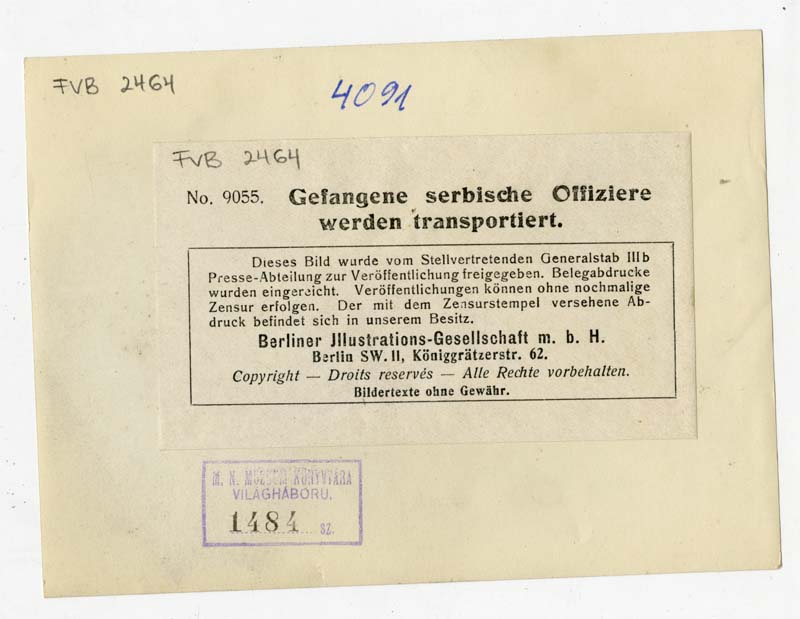 FVB 2464
4091
FVB 2464
No. 9055. Gefangene serbische Offiziere
werden transportiert.
Dieses Bild wurde vom Stellvertretenden Generalstab IIIb
Presse-Abteilung zur Veröffentlichung freigegeben. Belegabdrucke
wurden eingereicht. Veröffentlichungen können ohne nochmalige
Zensur erfolgen. Der mit dem Zensurstempel versehene Ab-
druck befindet sich in unserem Besitz.
Berliner Jllustrations-Gesellschaft m. b. H.
Berlin SW. 11, Königgrätzerstr. 62.
Copyright — Droits reservés — Alle Rechte vorbehalten.
Bildertexte ohne Gewähr.
M. N. MÚZEUM KÖNYVTÁRA
VILÁGHÁBORU.
1484 SZ.